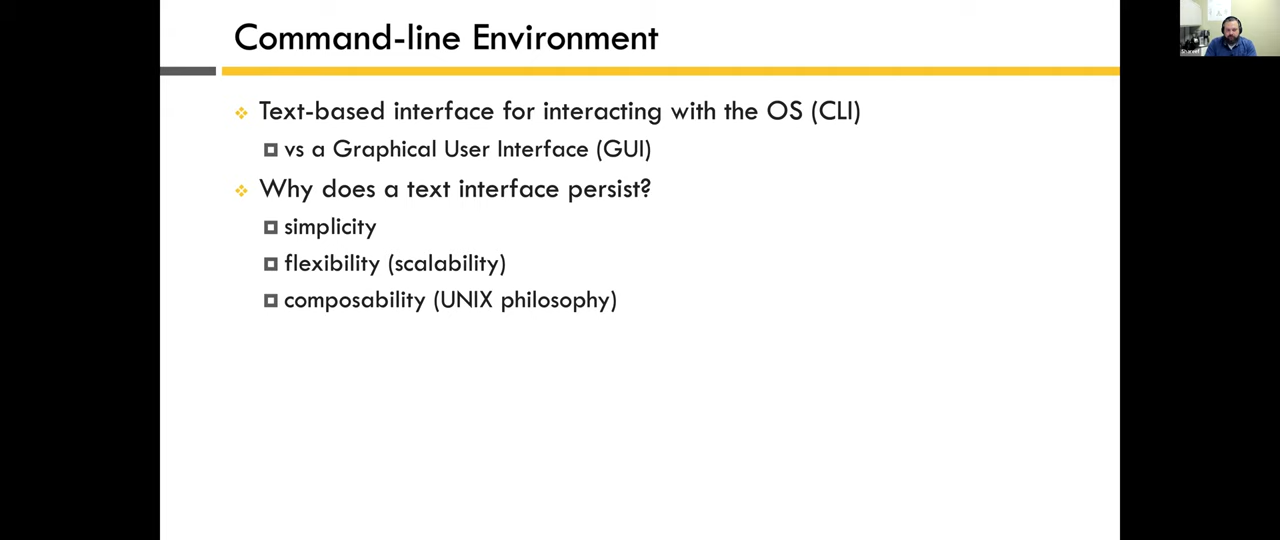 Command-line Environment
Text-based interface for interacting with the OS (CLI)
vs a Graphical User Interface (GUI)
Why does a text interface persist?
simplicity
flexibility (scalability)
composability (UNIX philosophy)